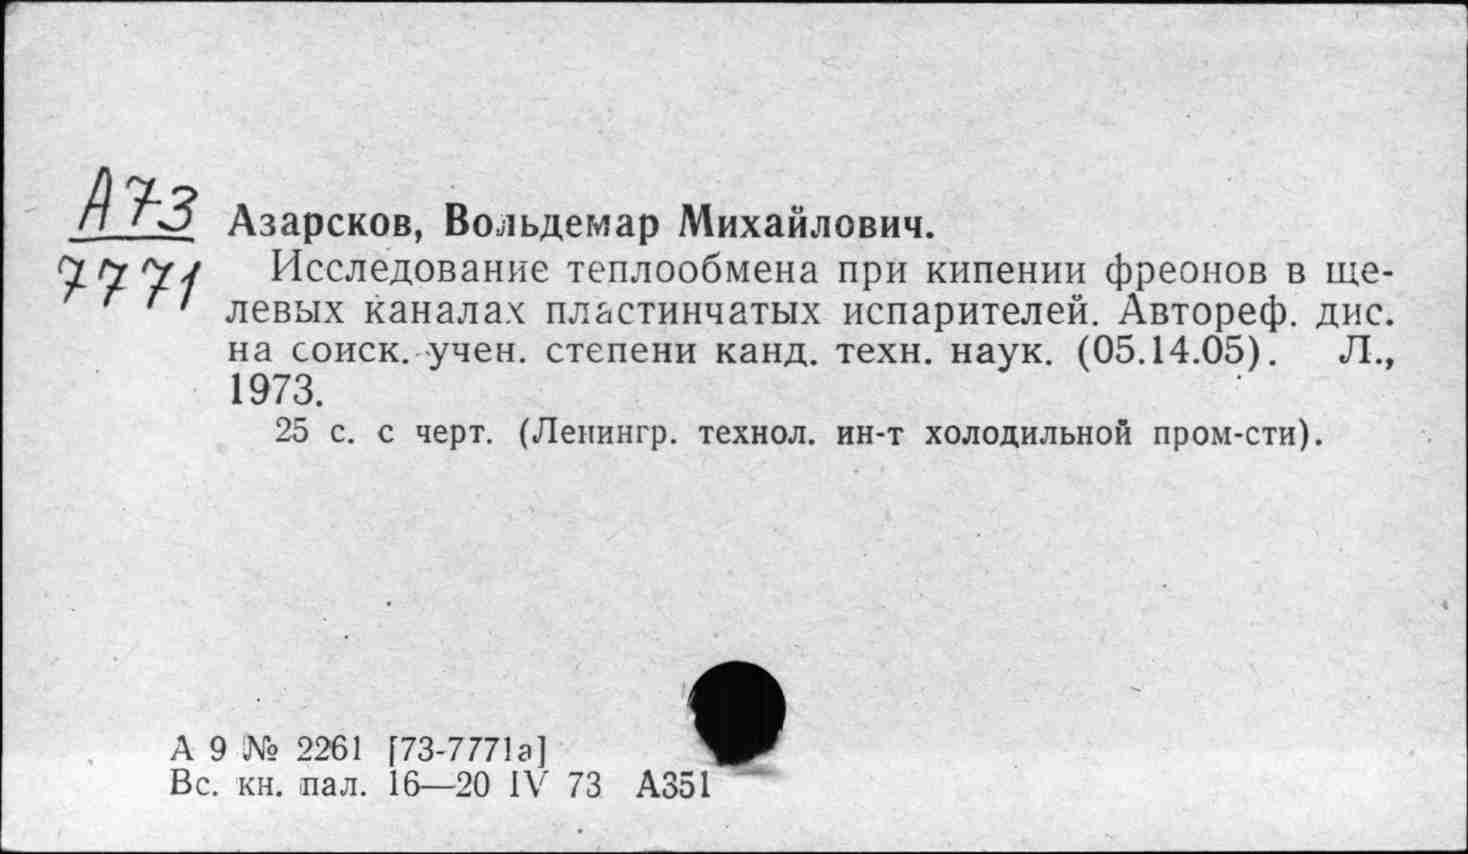 А73
7771
Азарсков, Вольдемар Михайлович.
Исследование теплообмена при кипении фреонов в ще-
левых каналах пластинчатых испарителей. Автореф. дис.
на соиск. учен. степени канд. техн. наук. (05.14.05). Л.,
1973.
25 с. с черт. (Ленингр. технол. ин-т холодильной пром-сти).
А 9 № 2261 [73-7771а]
Вс. кн. пал. 16—20 IV 73 А351